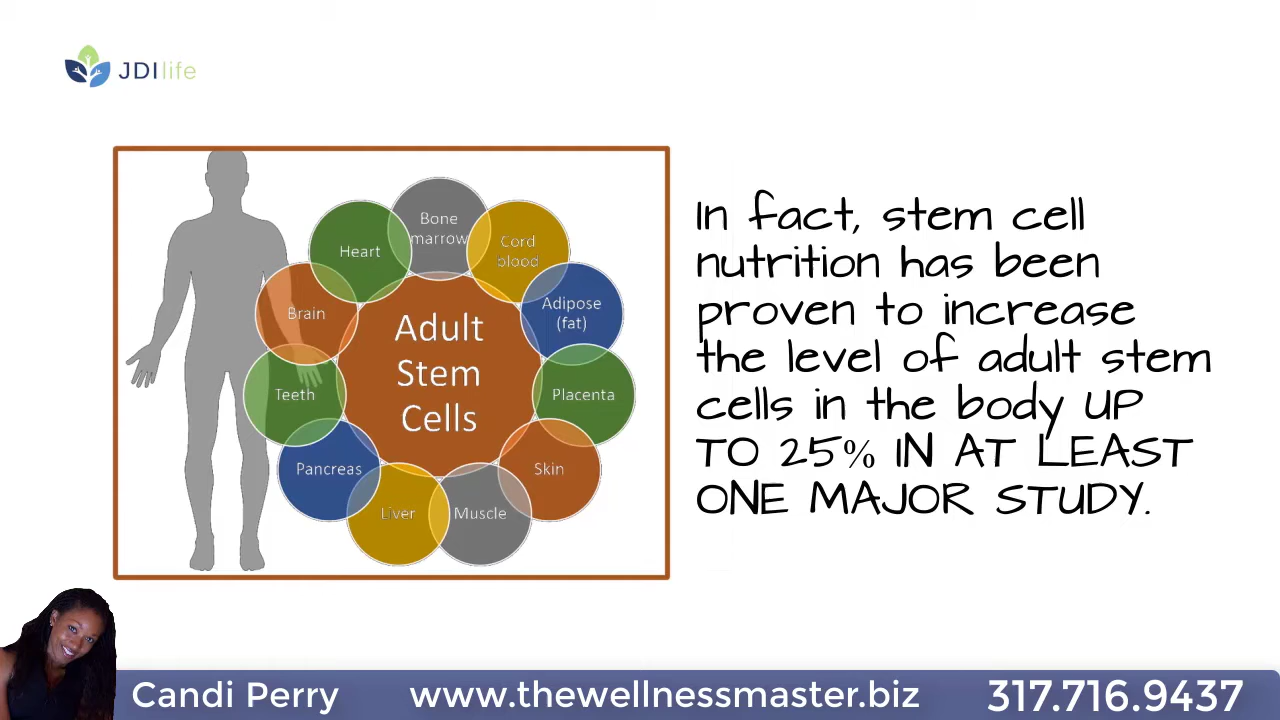 JDI life
Bone
marrow
Cord
blood
Heart
Adipose
(fat)
Brain
Adult
Stem
Cells
Teeth
Placenta
Pancreas
Skin
Liver
Muscle
In fact, stem cell
nutrition has been
proven to increase
the level of adult stem
cells in the body UP
TO 25% IN AT LEAST
ONE MAJOR STUDY.
Candi Perry
www.thewellnessmaster.biz
317.716.9437